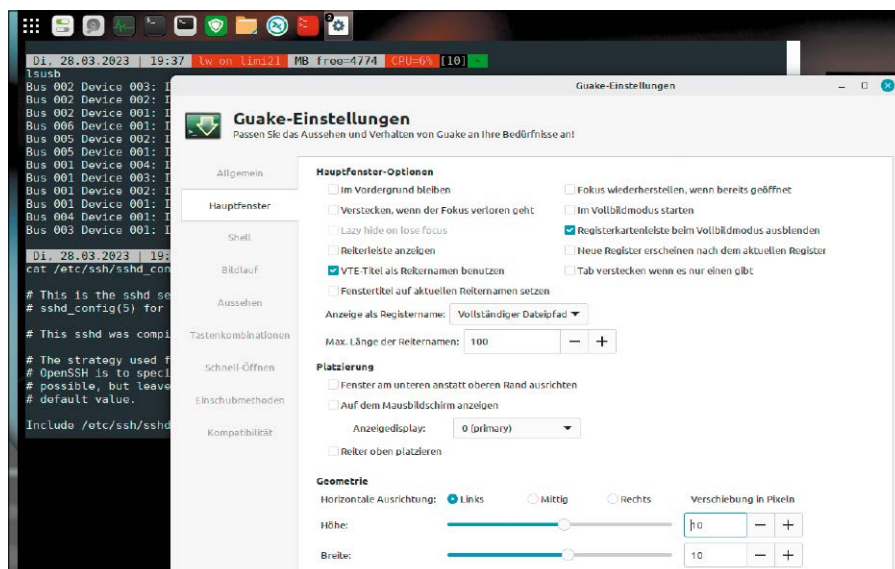 2
Di, 28.03.2023 | 19:37 lw on limi21 MB free=4774 CPU=6% [10] ~
lsusb
Bus 002 Device 003: I
Bus 002 Device 002: I
Bus 002 Device 001: I
Bus 006 Device 001: I
Bus 005 Device 002: I
Bus 005 Device 001: I
Bus 001 Device 004: I
Bus 001 Device 003: I
Bus 001 Device 002: I
Bus 001 Device 001: I
Bus 004 Device 001: I
Bus 003 Device 001: I
Di, 28.03.2023 | 19:
cat /etc/ssh/sshd_con
# This is the sshd se
# sshd_config(5) for
# This sshd was compi
# The strategy used f
# OpenSSH is to speci
# possible, but leave
# default value.
Include /etc/ssh/sshd
Guake-Einstellungen
Guake-Einstellungen
Passen Sie das Aussehen und Verhalten von Guake an Ihre Bedürfnisse an!
Allgemein
Hauptfenster
Shell
Bildlauf
Aussehen
Tastenkombinationen
Schnell-Öffnen
Einschubmethoden
Kompatibilität
Hauptfenster-Optionen
Im Vordergrund bleiben
Fokus wiederherstellen, wenn bereits geöffnet
Verstecken, wenn der Fokus verloren geht
Im Vollbildmodus starten
Lazy hide on lose focus
Registerkartenleiste beim Vollbildmodus ausblenden
Reiterleiste anzeigen
Neue Register erscheinen nach dem aktuellen Register
VTE-Titel als Reiternamen benutzen
Tab verstecken wenn es nur einen gibt
Fenstertitel auf aktuellen Reiternamen setzen
Anzeige als Registername: Vollständiger Dateipfad
Max. Länge der Reiternamen: 100
Platzierung
Fenster am unteren anstatt oberen Rand ausrichten
Auf dem Mausbildschirm anzeigen
Anzeigedisplay: 0 (primary)
Reiter oben platzieren
Geometrie
Horizontale Ausrichtung: Links Mittig Rechts Verschiebung in Pixeln
Höhe: 10
Breite: 10